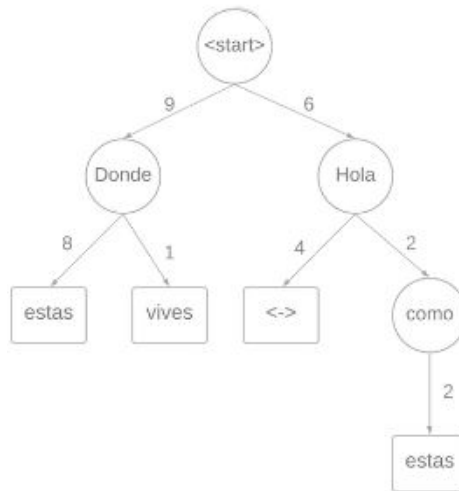 <start>
9 6
Donde Hola
8 1 4 2
estas vives <-> como
2
estas